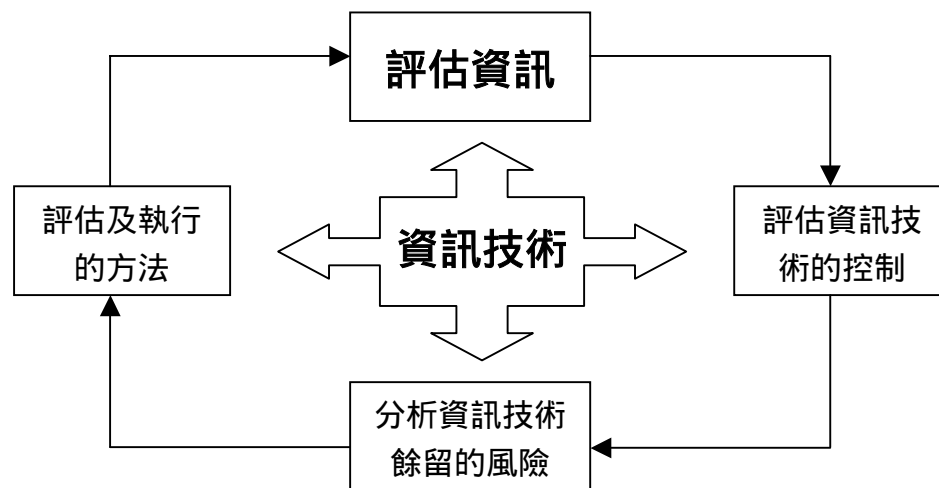 評估資訊
評估及執行
的方法
資訊技術
評估資訊技
術的控制
分析資訊技術
餘留的風險